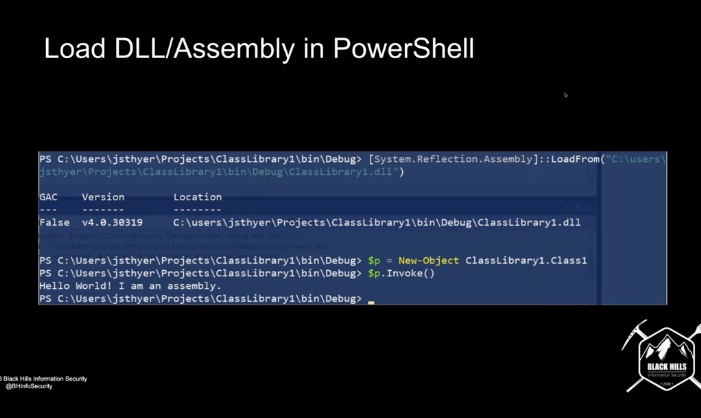 Load DLL/Assembly in PowerShell
PS C:\Users\jsthyer\Projects\ClassLibrary1\bin\Debug> [System.Reflection.Assembly]::LoadFrom("C:\users\
jsthyer\Projects\ClassLibrary1\bin\Debug\ClassLibrary1.dll")
GAC    Version        Location
---    -------        --------
False  v4.0.30319     C:\users\jsthyer\Projects\ClassLibrary1\bin\Debug\ClassLibrary1.dll
PS C:\Users\jsthyer\Projects\ClassLibrary1\bin\Debug> $p = New-Object ClassLibrary1.Class1
PS C:\Users\jsthyer\Projects\ClassLibrary1\bin\Debug> $p.Invoke()
Hello World! I am an assembly.
PS C:\Users\jsthyer\Projects\ClassLibrary1\bin\Debug>
BLACK HILLS
Information Security
Black Hills Information Security
@BHInfoSecurity